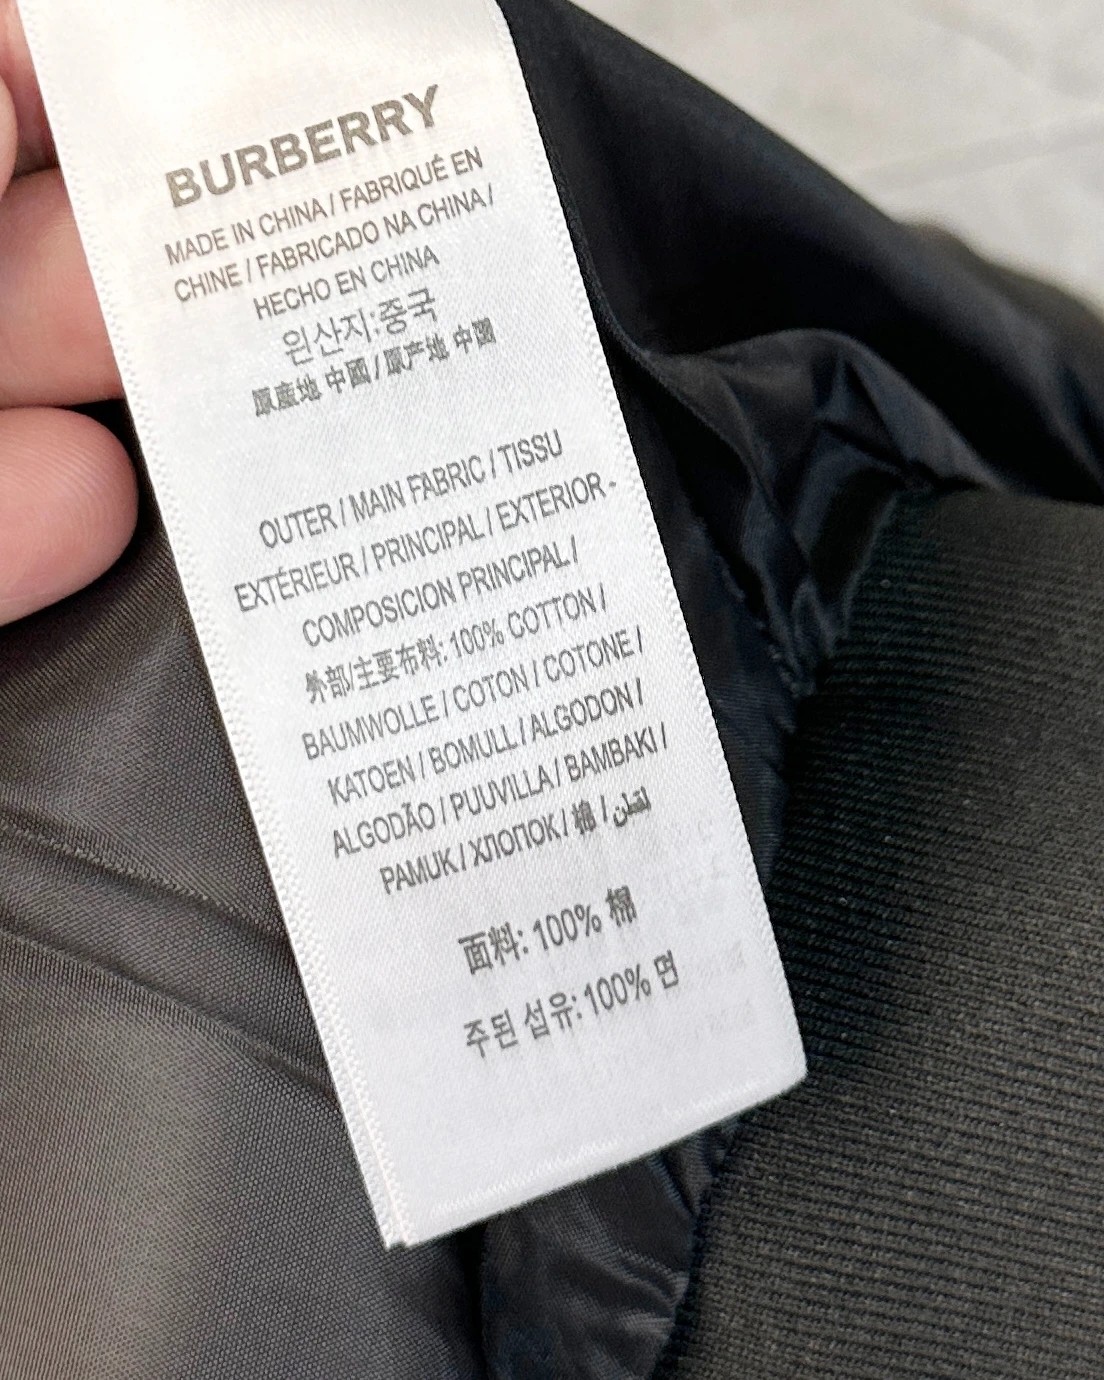 BURBERRY
MADE IN CHINA / FABRIQUÉ EN
CHINE / FABRICADO NA CHINA /
HECHO EN CHINA
원산지:중국
原產地 中國 / 原产地 中國
OUTER / MAIN FABRIC / TISSU
EXTÉRIEUR / PRINCIPAL / EXTERIOR -
COMPOSICION PRINCIPAL /
外部/主要布料: 100% COTTON /
BAUMWOLLE / COTON / COTONE /
KATOEN / BOMULL / ALGODON /
ALGODÃO / PUUVILLA / BAMBAKI /
PAMUK / ХЛОПОК / 棉 /
面料: 100% 棉
주된 섬유: 100% 면